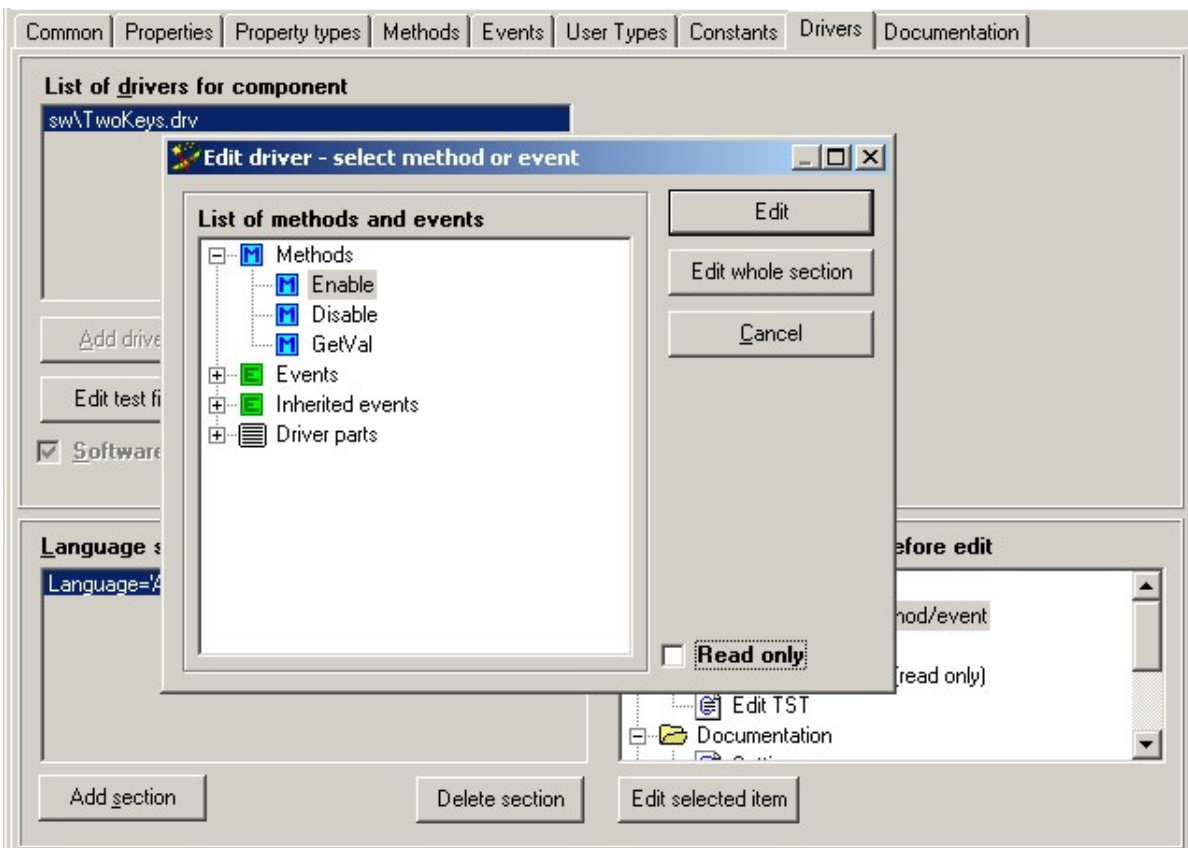 Common Properties Property types Methods Events User Types Constants Drivers Documentation
List of drivers for component
sw\TwoKeys.drv
Edit driver - select method or event
List of methods and events
Methods
Enable
Disable
GetVal
Events
Inherited events
Driver parts
Edit
Edit whole section
Cancel
Read only
Add drive
Edit test fi
Software
Language s
Language='A
efore edit
nod/event
(read only)
Edit TST
Documentation
Add section
Delete section
Edit selected item